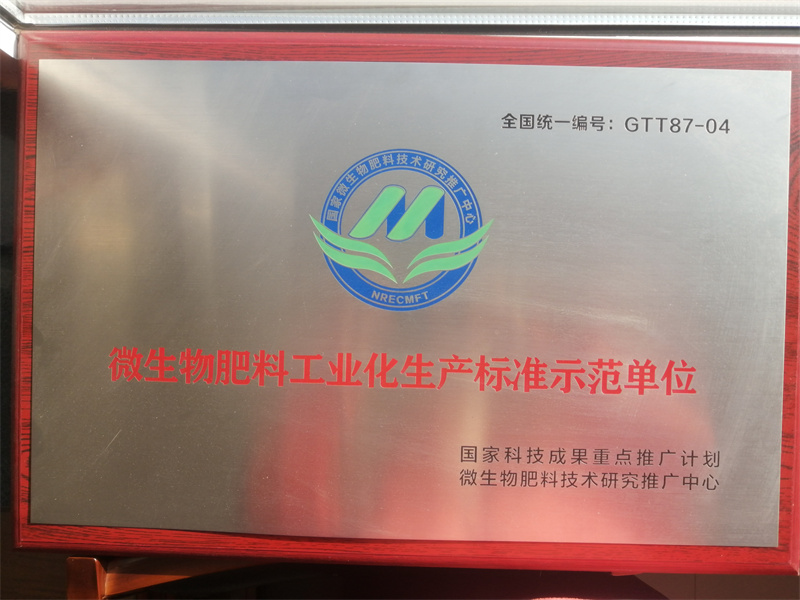 全国统一编号：GTT87-04
国家微生物肥料技术研究推广中心
NRECMFT
微生物肥料工业化生产标准示范单位
国家科技成果重点推广计划
微生物肥料技术研究推广中心